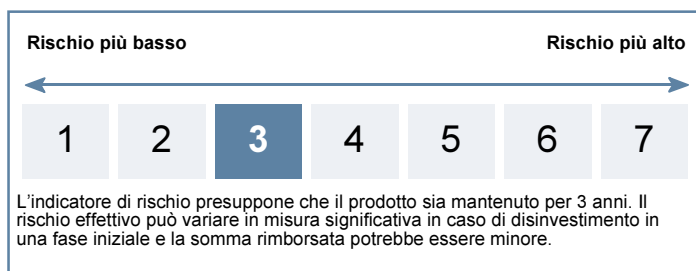 Rischio più basso Rischio più alto
1 2 3 4 5 6 7
L'indicatore di rischio presuppone che il prodotto sia mantenuto per 3 anni. Il
rischio effettivo può variare in misura significativa in caso di disinvestimento in
una fase iniziale e la somma rimborsata potrebbe essere minore.